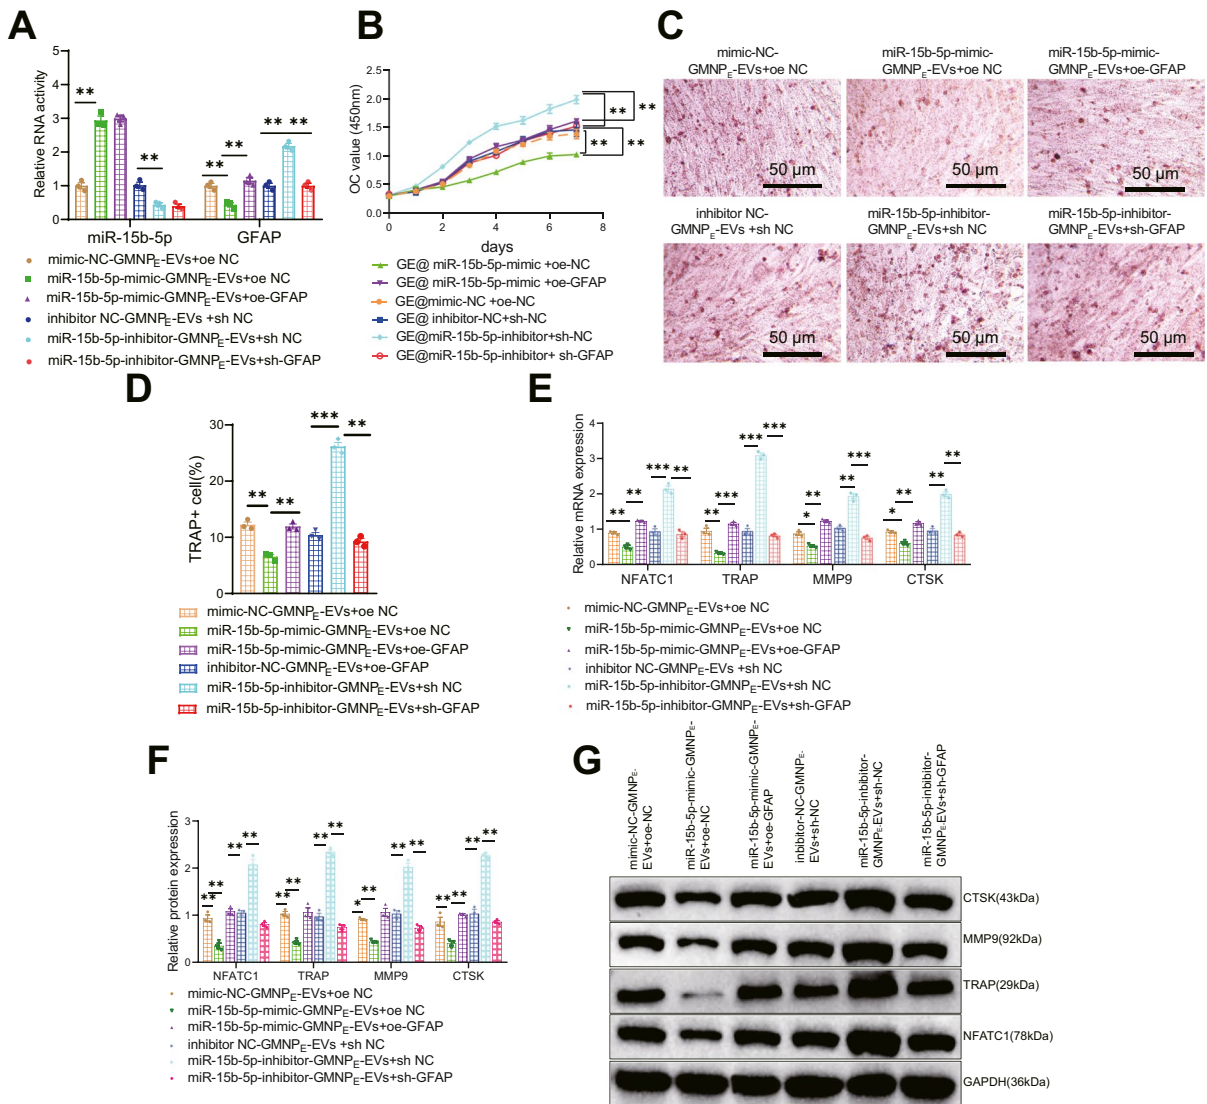 A
Relative RNA activity
5
4
3
2
1
0
** ** ** ** ** **
miR-15b-5p GFAP
mimic-NC-GMNPE-EVs+oe NC
miR-15b-5p-mimic-GMNPE-EVs+oe NC
miR-15b-5p-mimic-GMNPE-EVs+oe-GFAP
inhibitor NC-GMNPE-EVs +sh NC
miR-15b-5p-inhibitor-GMNPE-EVs+sh NC
miR-15b-5p-inhibitor-GMNPE-EVs+sh-GFAP
B
OC value (450nm)
2.5
2.0
1.5
1.0
0.5
0.0
0 2 4 6 8
days
** **
** **
GE@ miR-15b-5p-mimic +oe-NC
GE@ miR-15b-5p-mimic +oe-GFAP
GE@mimic-NC +oe-NC
GE@ inhibitor-NC+sh-NC
GE@miR-15b-5p-inhibitor+sh-NC
GE@miR-15b-5p-inhibitor+ sh-GFAP
C
mimic-NC-
GMNPE-EVs+oe NC
miR-15b-5p-mimic-
GMNPE-EVs+oe NC
miR-15b-5p-mimic-
GMNPE-EVs+oe-GFAP
50 µm
50 µm
50 µm
inhibitor NC-
GMNPE-EVs +sh NC
miR-15b-5p-inhibitor-
GMNPE-EVs+sh NC
miR-15b-5p-inhibitor-
GMNPE-EVs+sh-GFAP
50 µm
50 µm
50 µm
D
TRAP+ cell(%)
30
20
10
0
** ** *** **
mimic-NC-GMNPE-EVs+oe NC
miR-15b-5p-mimic-GMNPE-EVs+oe NC
miR-15b-5p-mimic-GMNPE-EVs+oe-GFAP
inhibitor-NC-GMNPE-EVs+oe-GFAP
miR-15b-5p-inhibitor-GMNPE-EVs+sh NC
miR-15b-5p-inhibitor-GMNPE-EVs+sh-GFAP
E
Relative mRNA expression
4
3
2
1
0
** ** *** **
** *** *** ***
* ** ** ***
* ** ** **
NFATC1 TRAP MMP9 CTSK
mimic-NC-GMNPE-EVs+oe NC
miR-15b-5p-mimic-GMNPE-EVs+oe NC
miR-15b-5p-mimic-GMNPE-EVs+oe-GFAP
inhibitor NC-GMNPE-EVs +sh NC
miR-15b-5p-inhibitor-GMNPE-EVs+sh NC
miR-15b-5p-inhibitor-GMNPE-EVs+sh-GFAP
F
Relative protein expression
3
2
1
0
** ** ** **
** ** ** **
* ** ** **
** ** ** **
NFATC1 TRAP MMP9 CTSK
mimic-NC-GMNPE-EVs+oe NC
miR-15b-5p-mimic-GMNPE-EVs+oe NC
miR-15b-5p-mimic-GMNPE-EVs+oe-GFAP
inhibitor NC-GMNPE-EVs +sh NC
miR-15b-5p-inhibitor-GMNPE-EVs+sh NC
miR-15b-5p-inhibitor-GMNPE-EVs+sh-GFAP
G
mimic-NC-GMNPE-
EVs+oe-NC
miR-15b-5p-mimic-GMNPE-
EVs+oe-NC
miR-15b-5p-mimic-GMNPE-
EVs+oe-GFAP
inbibitor-NC-GMNPE-
EVs+sh-NC
miR-15b-5p-inbibitor-
GMNPE-EVs+sh-NC
miR-15b-5p-inbibitor-
GMNPE-EVs+sh-GFAP
CTSK(43kDa)
MMP9(92kDa)
TRAP(29kDa)
NFATC1(78kDa)
GAPDH(36kDa)